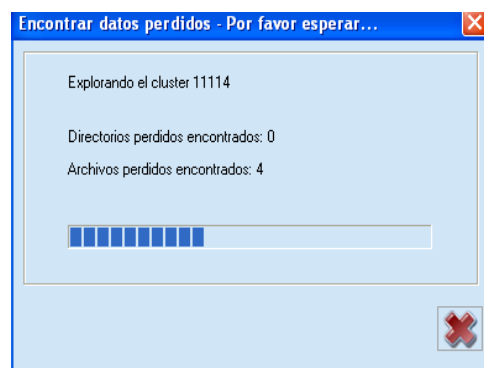 Encontrar datos perdidos - Por favor esperar...
Explorando el cluster 11114
Directorios perdidos encontrados: 0
Archivos perdidos encontrados: 4